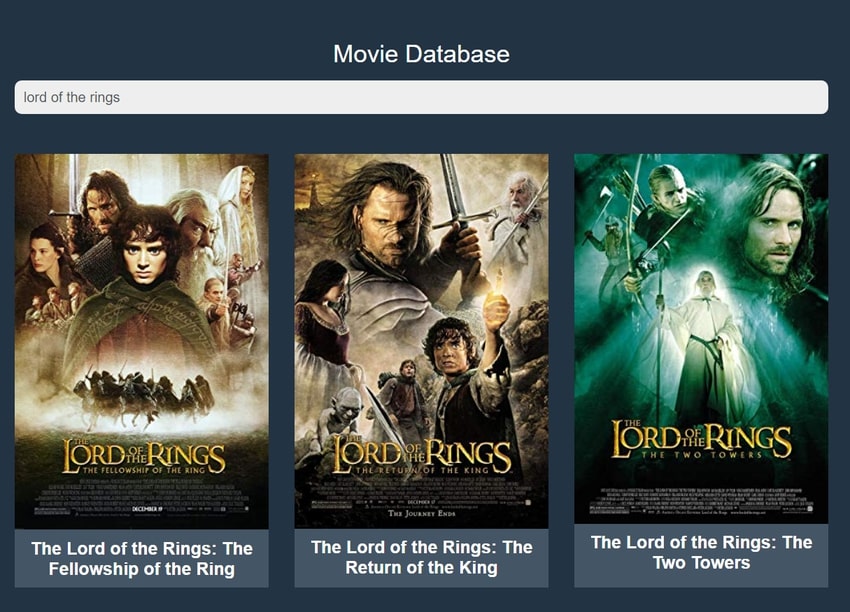 Movie Database
lord of the rings
THE
LORD OF THE RINGS
THE FELLOWSHIP OF THE RING
DECEMBER 19
The Lord of the Rings: The
Fellowship of the Ring
THE
LORD OF THE RINGS
THE RETURN OF THE KING
DECEMBER 17
THE JOURNEY ENDS
The Lord of the Rings: The
Return of the King
THE
LORD OF THE RINGS
THE TWO TOWERS
The Lord of the Rings: The
Two Towers